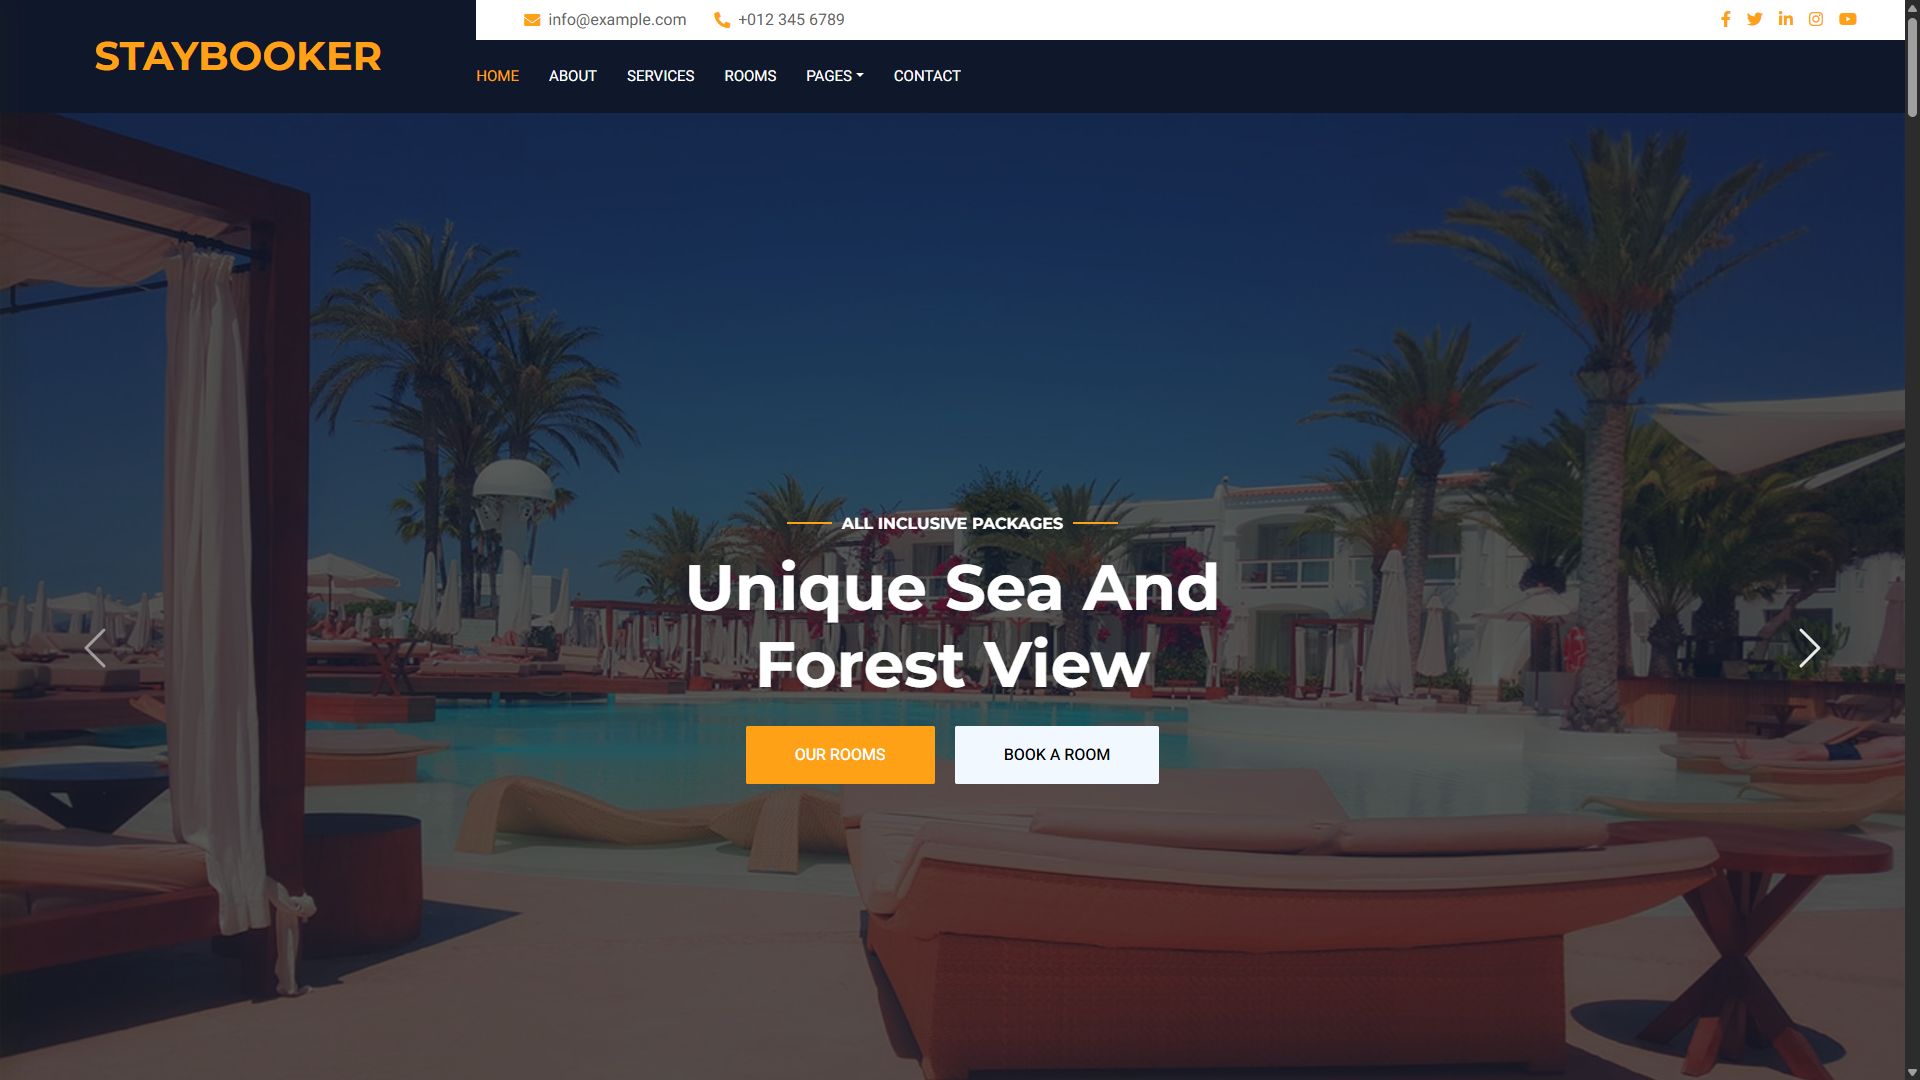 STAYBOOKER
info@example.com +012 345 6789
HOME ABOUT SERVICES ROOMS PAGES CONTACT
ALL INCLUSIVE PACKAGES
Unique Sea And
Forest View
OUR ROOMS BOOK A ROOM